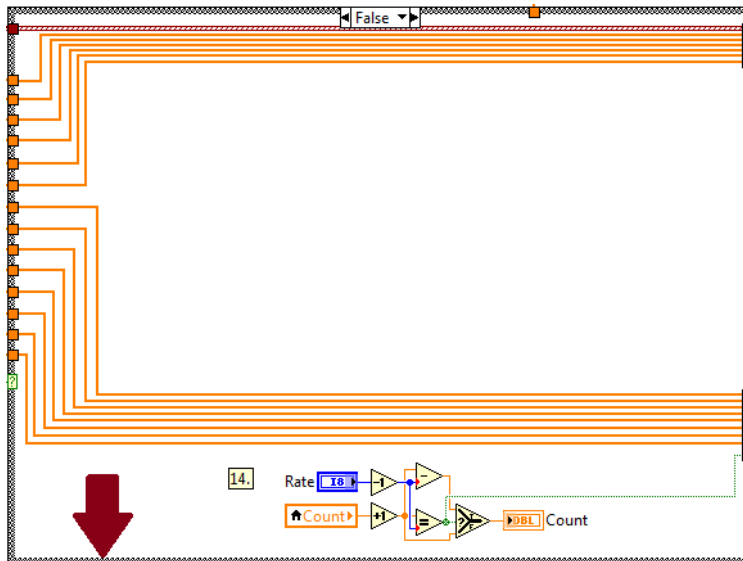 False
?
14.
Rate I8 -1 -
Count +1 = ? T F DBL Count